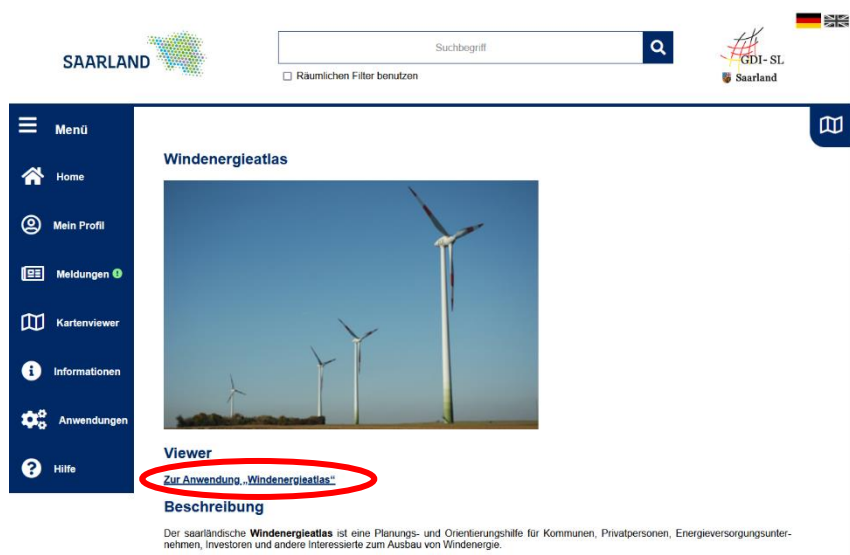 SAARLAND
Suchbegriff
Räumlichen Filter benutzen
GDI-SL
Saarland
Menü
Home
Mein Profil
Meldungen
Kartenviewer
Informationen
Anwendungen
Hilfe
Windenergieatlas
Viewer
Zur Anwendung „Windenergieatlas“
Beschreibung
Der saarländische Windenergieatlas ist eine Planungs- und Orientierungshilfe für Kommunen, Privatpersonen, Energieversorgungsunter-
nehmen, Investoren und andere Interessierte zum Ausbau von Windenergie.